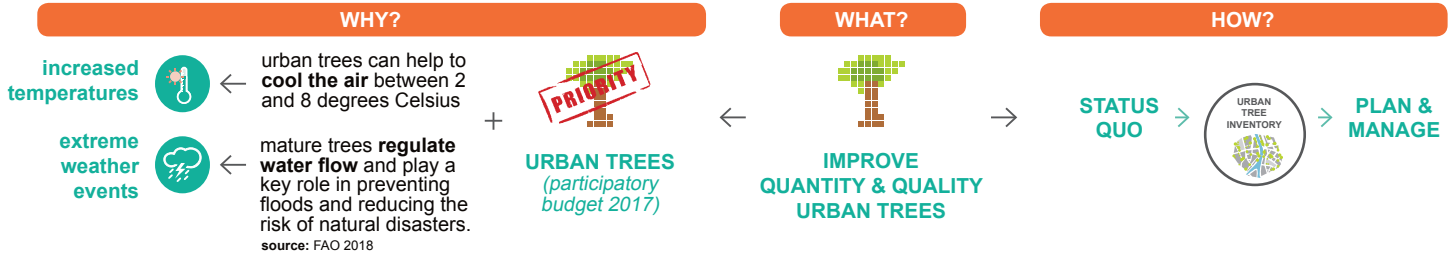 WHY?
increased
temperatures
urban trees can help to
cool the air between 2
and 8 degrees Celsius
extreme
weather
events
mature trees regulate
water flow and play a
key role in preventing
floods and reducing the
risk of natural disasters.
source: FAO 2018
+
PRIORITY
URBAN TREES
(participatory
budget 2017)
WHAT?
IMPROVE
QUANTITY & QUALITY
URBAN TREES
HOW?
STATUS
QUO
URBAN
TREE
INVENTORY
PLAN &
MANAGE